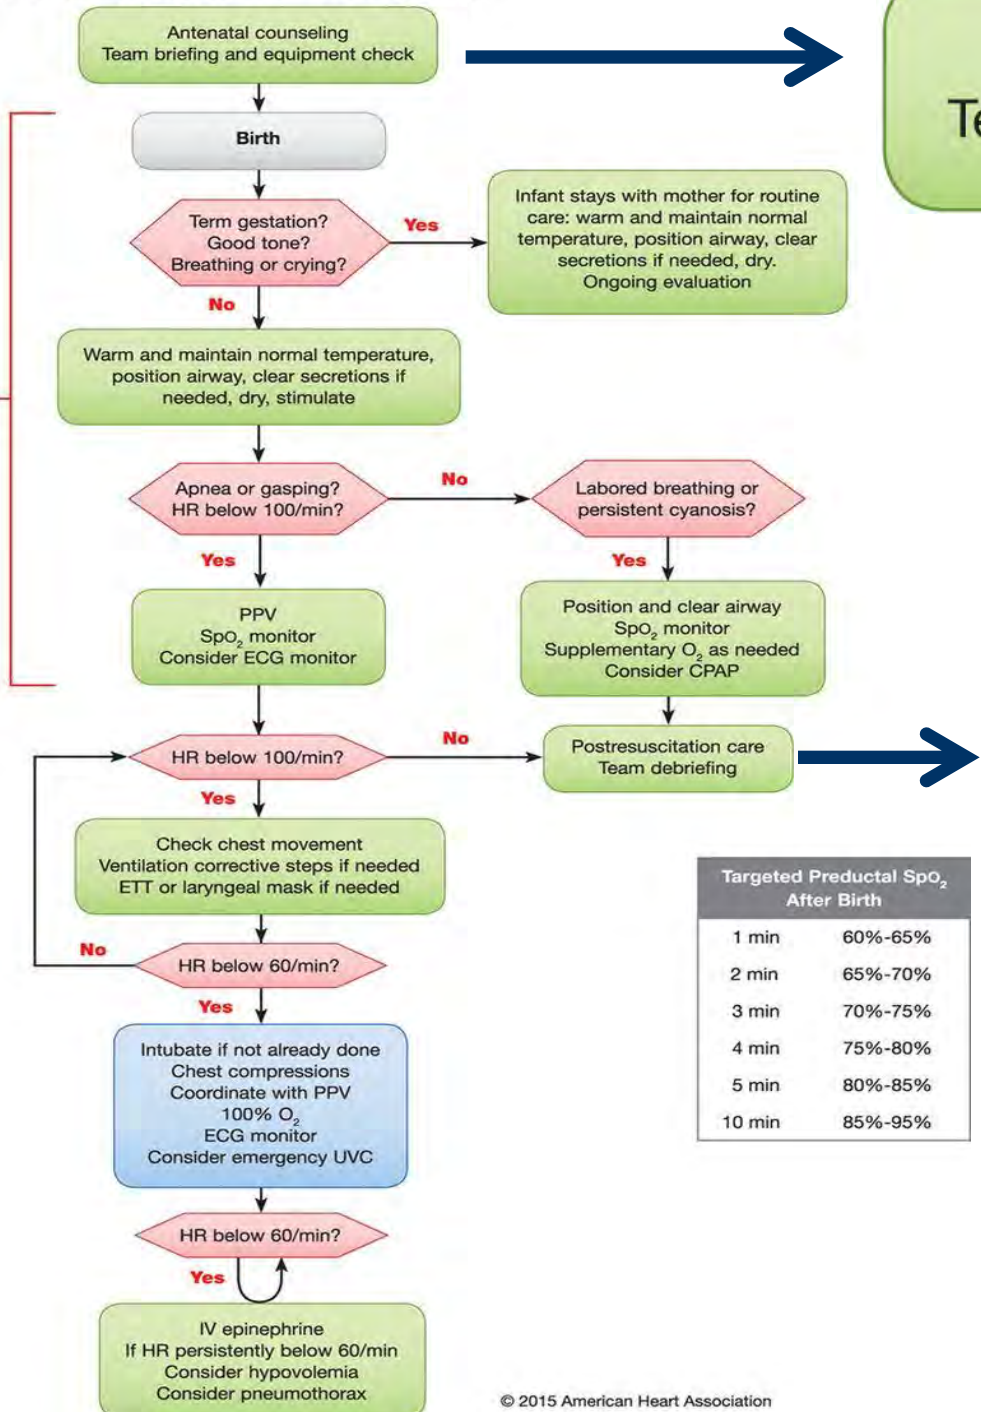 Antenatal counseling
Team briefing and equipment check
Te
Birth
Term gestation?
Good tone?
Breathing or crying?
Yes
Infant stays with mother for routine
care: warm and maintain normal
temperature, position airway, clear
secretions if needed, dry.
Ongoing evaluation
No
Warm and maintain normal temperature,
position airway, clear secretions if
needed, dry, stimulate
Apnea or gasping?
HR below 100/min?
No
Labored breathing or
persistent cyanosis?
Yes
Yes
PPV
SpO₂ monitor
Consider ECG monitor
Position and clear airway
SpO₂ monitor
Supplementary O₂ as needed
Consider CPAP
HR below 100/min?
No
Postresuscitation care
Team debriefing
Yes
Check chest movement
Ventilation corrective steps if needed
ETT or laryngeal mask if needed
No
HR below 60/min?
Yes
Intubate if not already done
Chest compressions
Coordinate with PPV
100% O₂
ECG monitor
Consider emergency UVC
HR below 60/min?
Yes
IV epinephrine
If HR persistently below 60/min
Consider hypovolemia
Consider pneumothorax
Targeted Preductal SpO₂
After Birth
1 min 60%-65%
2 min 65%-70%
3 min 70%-75%
4 min 75%-80%
5 min 80%-85%
10 min 85%-95%
© 2015 American Heart Association